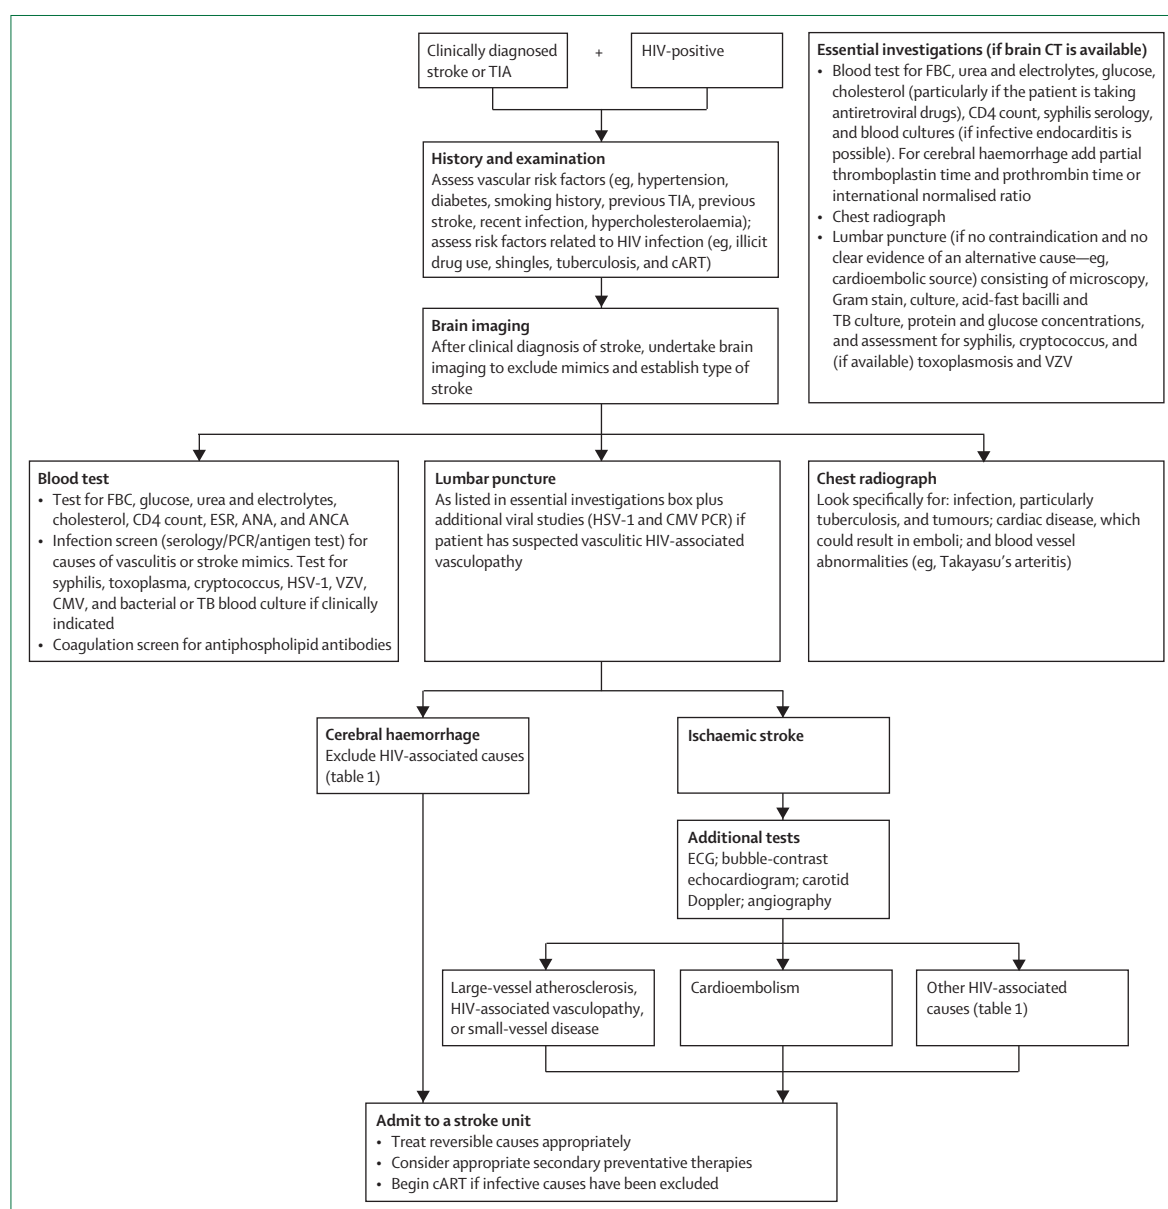 Clinically diagnosed
stroke or TIA
+
HIV-positive
Essential investigations (if brain CT is available)
• Blood test for FBC, urea and electrolytes, glucose,
cholesterol (particularly if the patient is taking
antiretroviral drugs), CD4 count, syphilis serology,
and blood cultures (if infective endocarditis is
possible). For cerebral haemorrhage add partial
thromboplastin time and prothrombin time or
international normalised ratio
• Chest radiograph
• Lumbar puncture (if no contraindication and no
clear evidence of an alternative cause—eg,
cardioembolic source) consisting of microscopy,
Gram stain, culture, acid-fast bacilli and
TB culture, protein and glucose concentrations,
and assessment for syphilis, cryptococcus, and
(if available) toxoplasmosis and VZV
History and examination
Assess vascular risk factors (eg, hypertension,
diabetes, smoking history, previous TIA, previous
stroke, recent infection, hypercholesterolaemia);
assess risk factors related to HIV infection (eg, illicit
drug use, shingles, tuberculosis, and cART)
Brain imaging
After clinical diagnosis of stroke, undertake brain
imaging to exclude mimics and establish type of
stroke
Blood test
• Test for FBC, glucose, urea and electrolytes,
cholesterol, CD4 count, ESR, ANA, and ANCA
• Infection screen (serology/PCR/antigen test) for
causes of vasculitis or stroke mimics. Test for
syphilis, toxoplasma, cryptococcus, HSV-1, VZV,
CMV, and bacterial or TB blood culture if clinically
indicated
• Coagulation screen for antiphospholipid antibodies
Lumbar puncture
As listed in essential investigations box plus
additional viral studies (HSV-1 and CMV PCR) if
patient has suspected vasculitic HIV-associated
vasculopathy
Chest radiograph
Look specifically for: infection, particularly
tuberculosis, and tumours; cardiac disease, which
could result in emboli; and blood vessel
abnormalities (eg, Takayasu's arteritis)
Cerebral haemorrhage
Exclude HIV-associated causes
(table 1)
Ischaemic stroke
Additional tests
ECG; bubble-contrast
echocardiogram; carotid
Doppler; angiography
Large-vessel atherosclerosis,
HIV-associated vasculopathy,
or small-vessel disease
Cardioembolism
Other HIV-associated
causes (table 1)
Admit to a stroke unit
• Treat reversible causes appropriately
• Consider appropriate secondary preventative therapies
• Begin cART if infective causes have been excluded